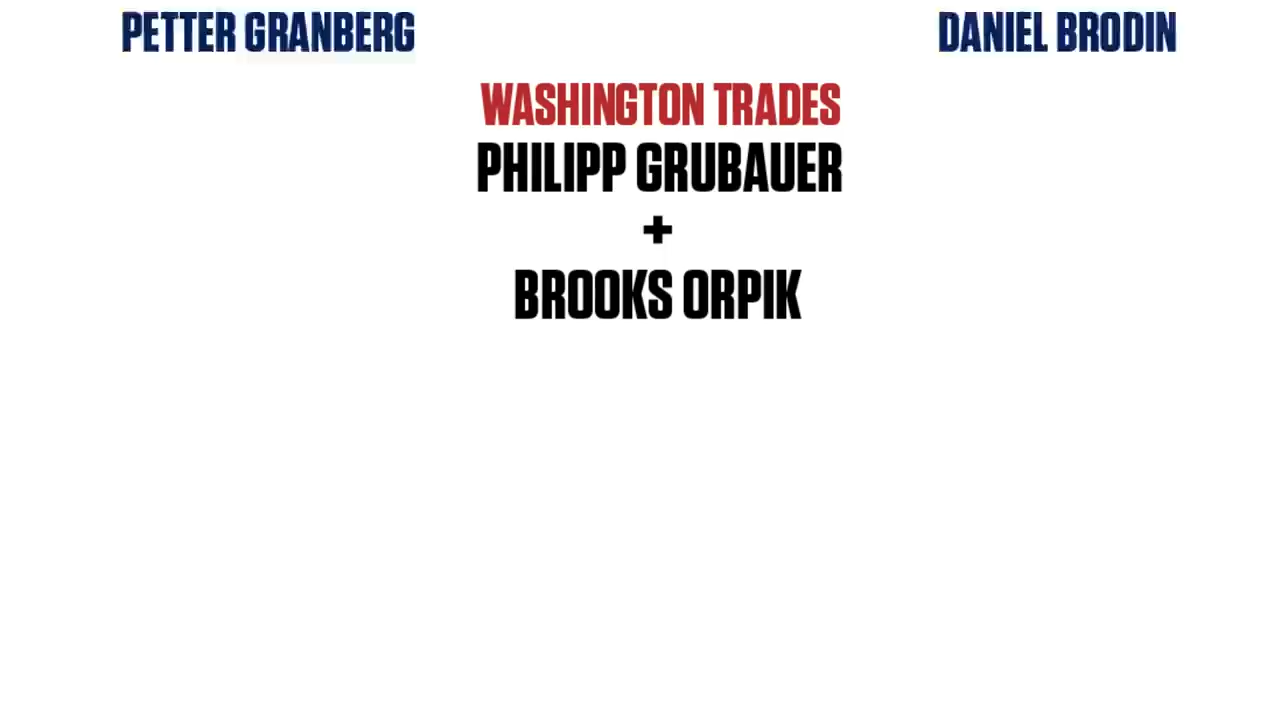 PETTER GRANBERG
DANIEL BRODIN
WASHINGTON TRADES
PHILIPP GRUBAUER
+
BROOKS ORPIK